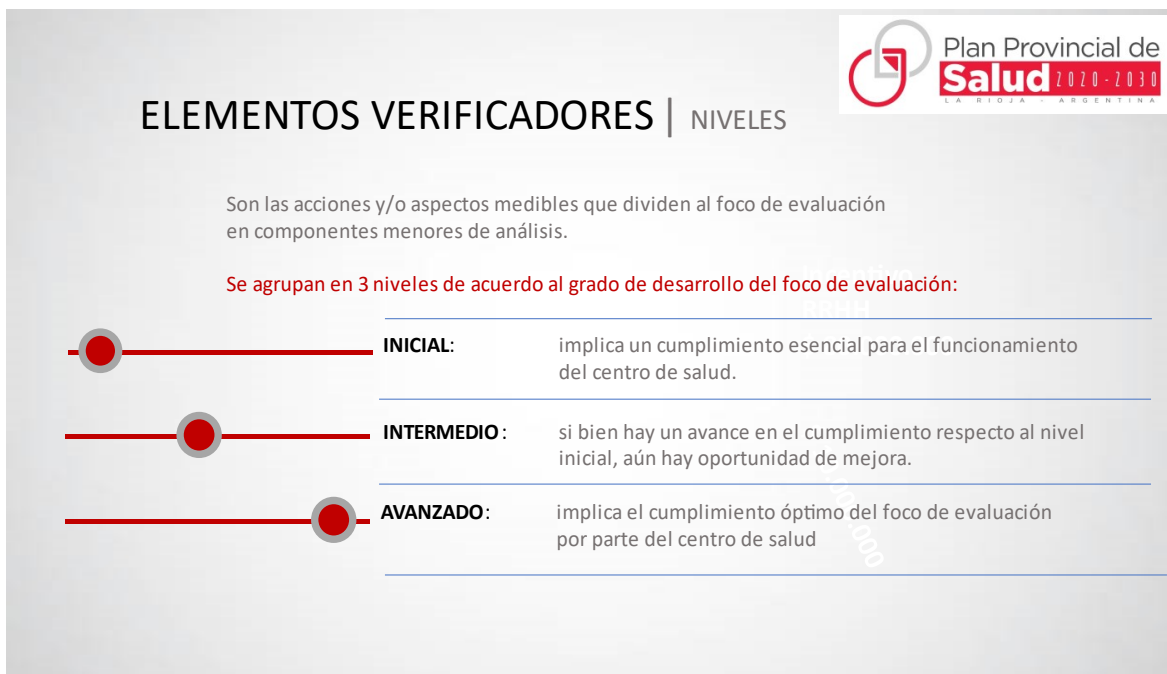 Plan Provincial de
Salud 2020-2030
LA RIOJA - ARGENTINA
ELEMENTOS VERIFICADORES | NIVELES
Son las acciones y/o aspectos medibles que dividen al foco de evaluación
en componentes menores de análisis.
Se agrupan en 3 niveles de acuerdo al grado de desarrollo del foco de evaluación:
RRHH
INICIAL: implica un cumplimiento esencial para el funcionamiento
del centro de salud.
INTERMEDIO : si bien hay un avance en el cumplimiento respecto al nivel
inicial, aún hay oportunidad de mejora.
AVANZADO: implica el cumplimiento óptimo del foco de evaluación
por parte del centro de salud